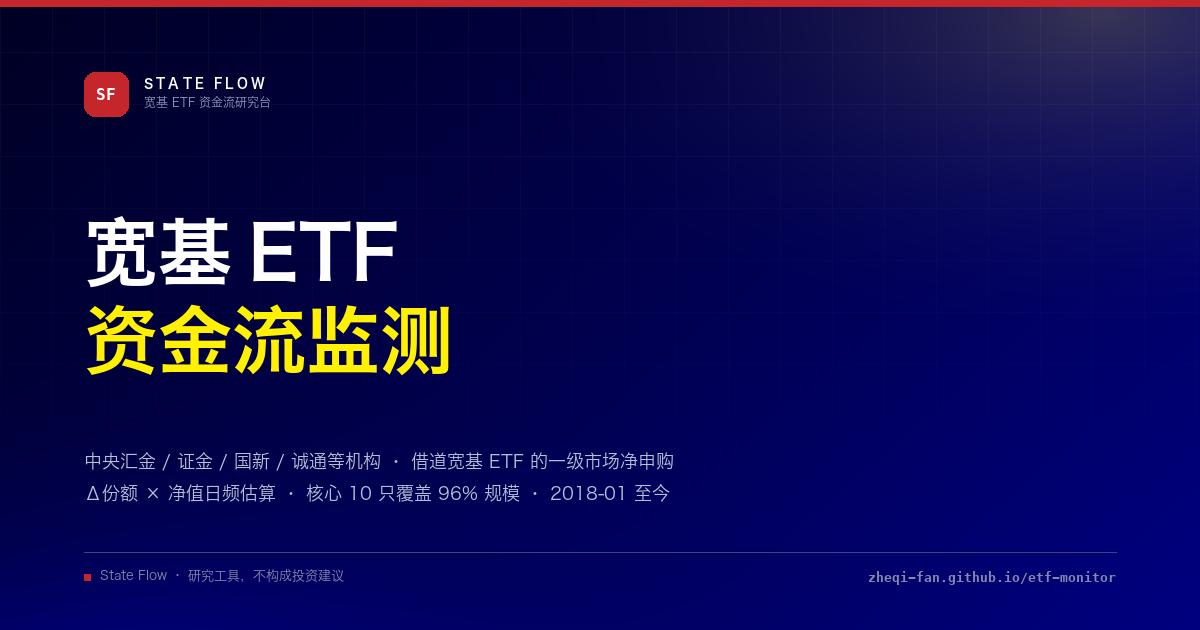 SF
STATE FLOW
宽基 ETF 资金流研究台
宽基 ETF
资金流监测
中央汇金 / 证金 / 国新 / 诚通等机构 · 借道宽基 ETF 的一级市场净申购
Δ份额 × 净值日频估算 · 核心 10 只覆盖 96% 规模 · 2018-01 至今
State Flow · 研究工具，不构成投资建议
zheqi-fan.github.io/etf-monitor